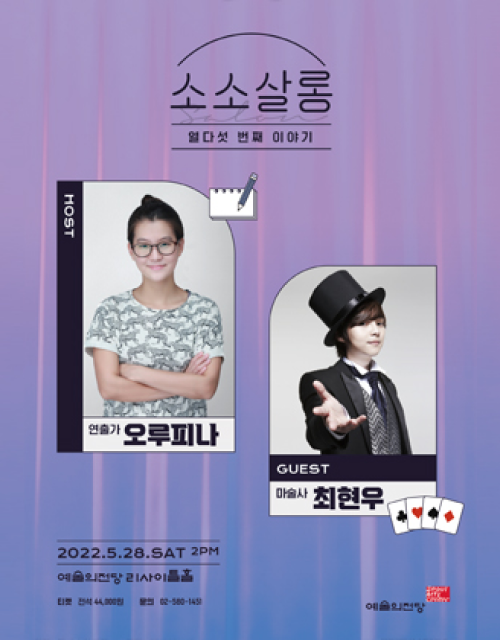 소소살롱
Salon
열다섯 번째 이야기
HOST
연출가 오루피나
GUEST
마술사 최현우
2022.5.28.SAT 2PM
예술의전당 리사이틀홀
티켓 전석 44,000원 문의 02-580-1451
예술의전당